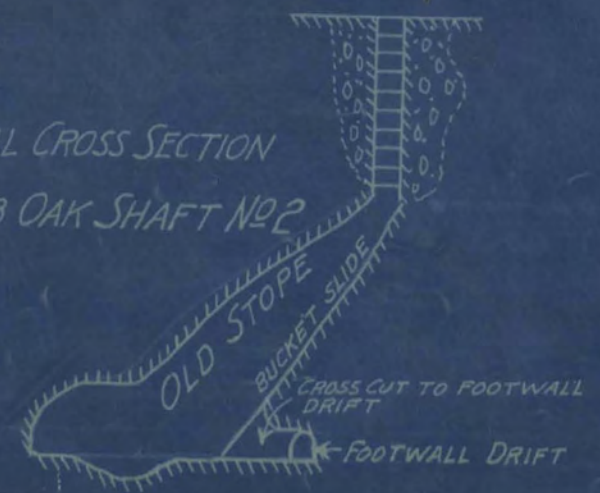 CROSS SECTION
OAK SHAFT NO 2
OLD STOPE
BUCKET SLIDE
CROSS CUT TO FOOTWALL
DRIFT
FOOTWALL DRIFT